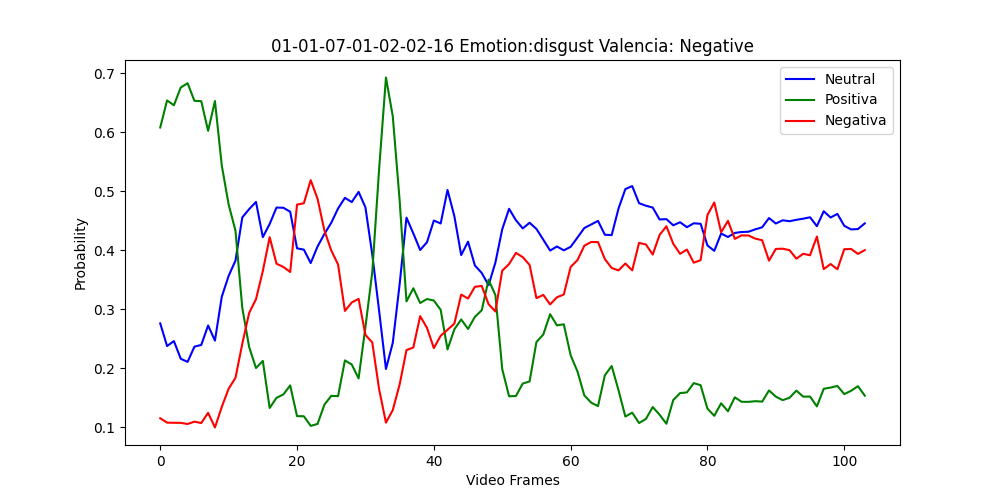 01-01-07-01-02-02-16 Emotion:disgust Valencia: Negative
Neutral
Positiva
Negativa
Probability
0.7
0.6
0.5
0.4
0.3
0.2
0.1
0 20 40 60 80 100
Video Frames